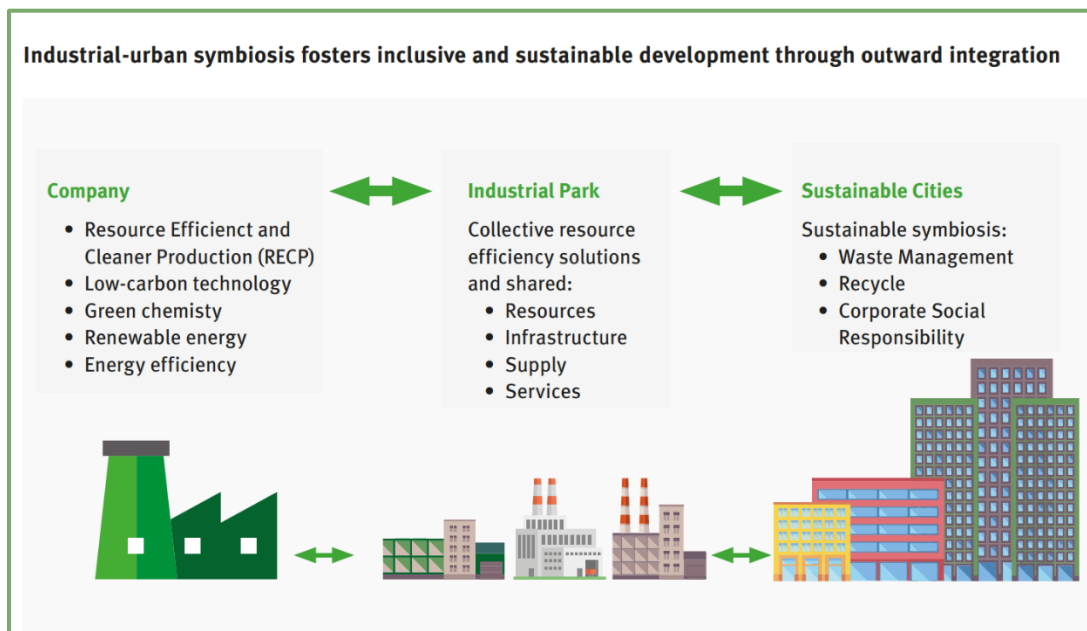 Industrial-urban symbiosis fosters inclusive and sustainable development through outward integration
Company
• Resource Efficienct and
Cleaner Production (RECP)
• Low-carbon technology
• Green chemisty
• Renewable energy
• Energy efficiency
Industrial Park
Collective resource
efficiency solutions
and shared:
• Resources
• Infrastructure
• Supply
• Services
Sustainable Cities
Sustainable symbiosis:
• Waste Management
• Recycle
• Corporate Social
Responsibility